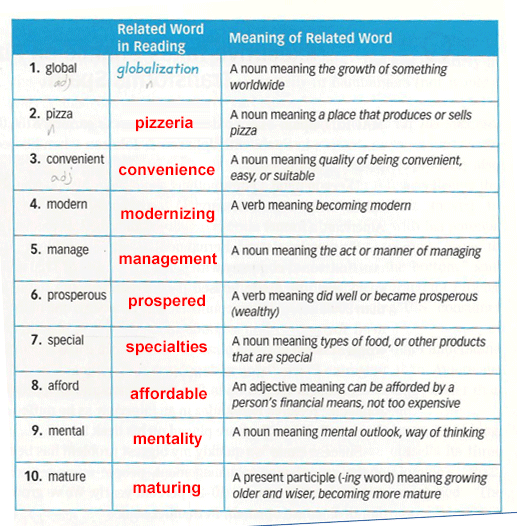 Related Word
in Reading
Meaning of Related Word
1. global
adj
globalization
n
A noun meaning the growth of something
worldwide
2. pizza
n
pizzeria
A noun meaning a place that produces or sells
pizza
3. convenient
adj
convenience
A noun meaning quality of being convenient,
easy, or suitable
4. modern
modernizing
A verb meaning becoming modern
5. manage
management
A noun meaning the act or manner of managing
6. prosperous
prospered
A verb meaning did well or became prosperous
(wealthy)
7. special
specialties
A noun meaning types of food, or other products
that are special
8. afford
affordable
An adjective meaning can be afforded by a
person's financial means, not too expensive
9. mental
mentality
A noun meaning mental outlook, way of thinking
10. mature
maturing
A present participle (-ing word) meaning growing
older and wiser, becoming more mature